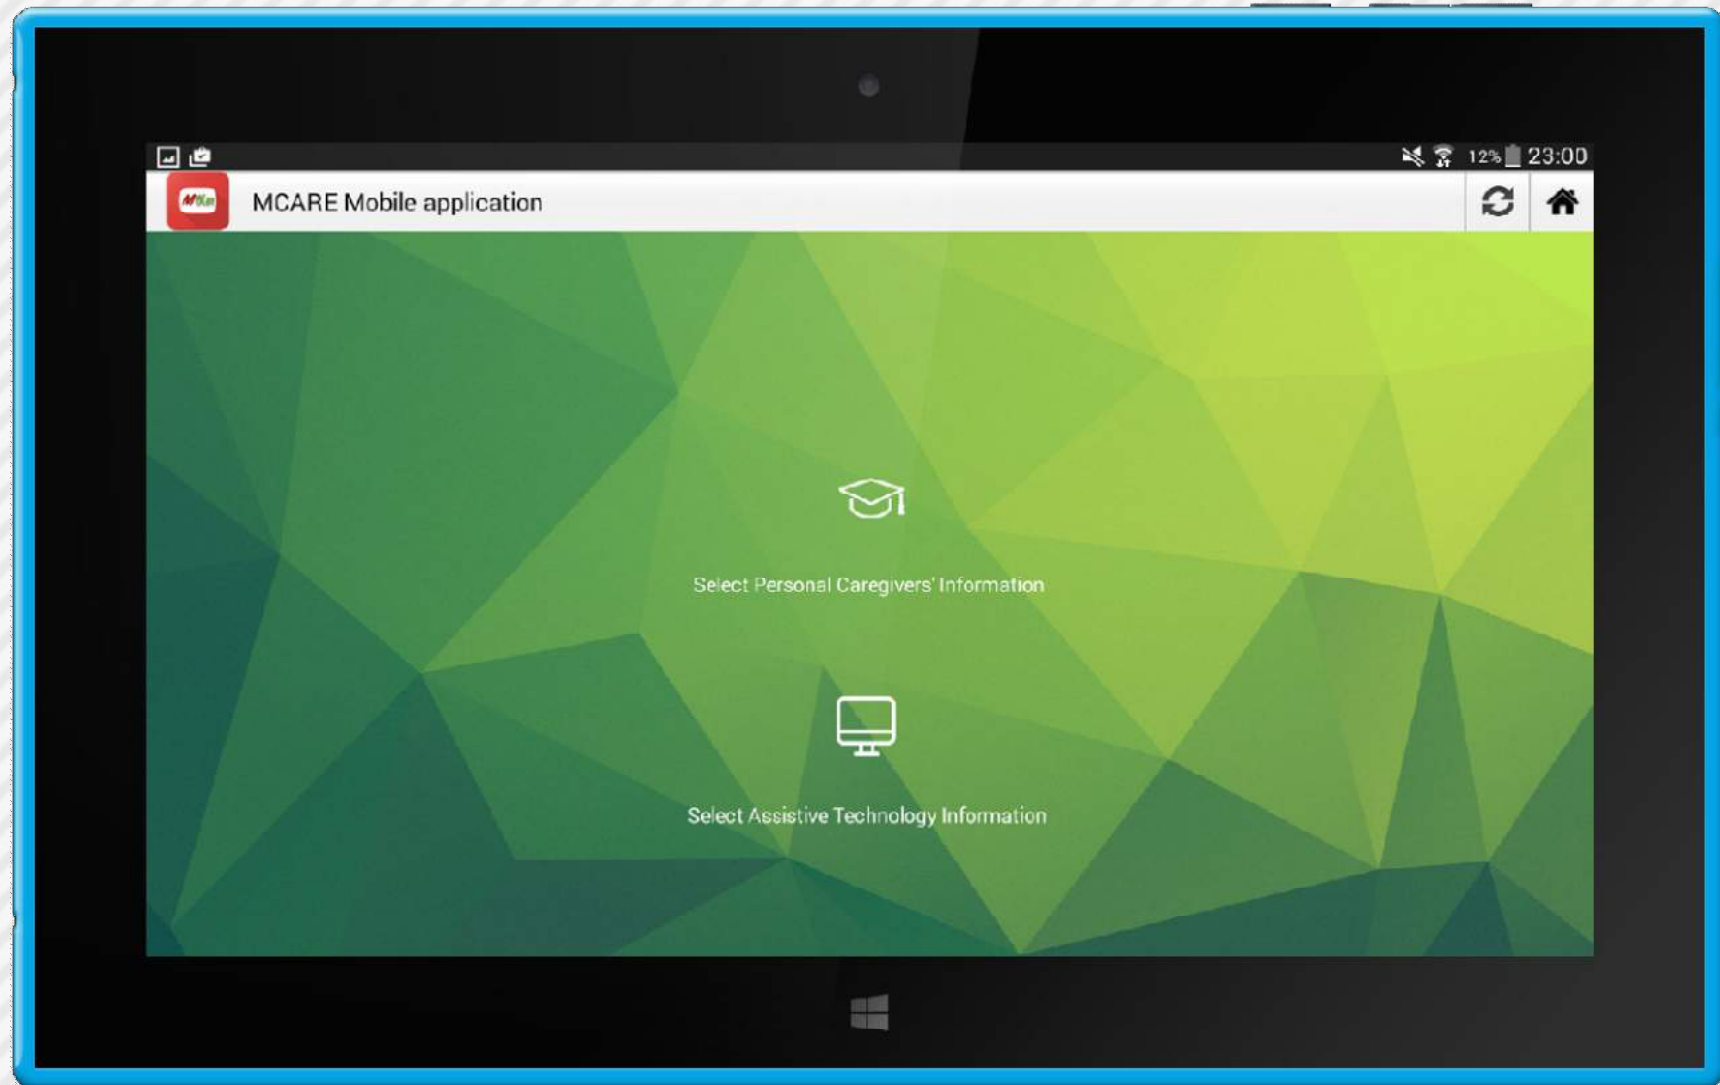 12% 23:00
MCARE Mobile application
Select Personal Caregivers' Information
Select Assistive Technology Information